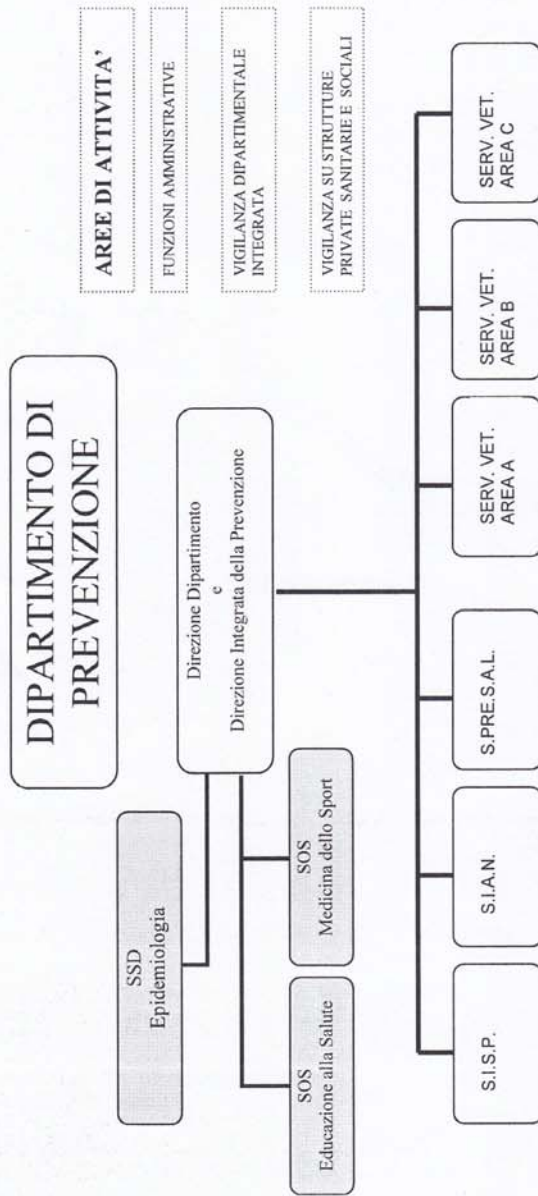 DIPARTIMENTO DI
PREVENZIONE
AREE DI ATTIVITA'
FUNZIONI AMMINISTRATIVE
VIGILANZA DIPARTIMENTALE
INTEGRATA
VIGILANZA SU STRUTTURE
PRIVATE SANITARIE E SOCIALI
SSD
Epidemiologia
Direzione Dipartimento
e
Direzione Integrata della Prevenzione
SOS
Educazione alla Salute
SOS
Medicina dello Sport
S.I.S.P.
S.I.A.N.
S.PRE.S.A.L.
SERV. VET.
AREA A
SERV. VET.
AREA B
SERV. VET.
AREA C